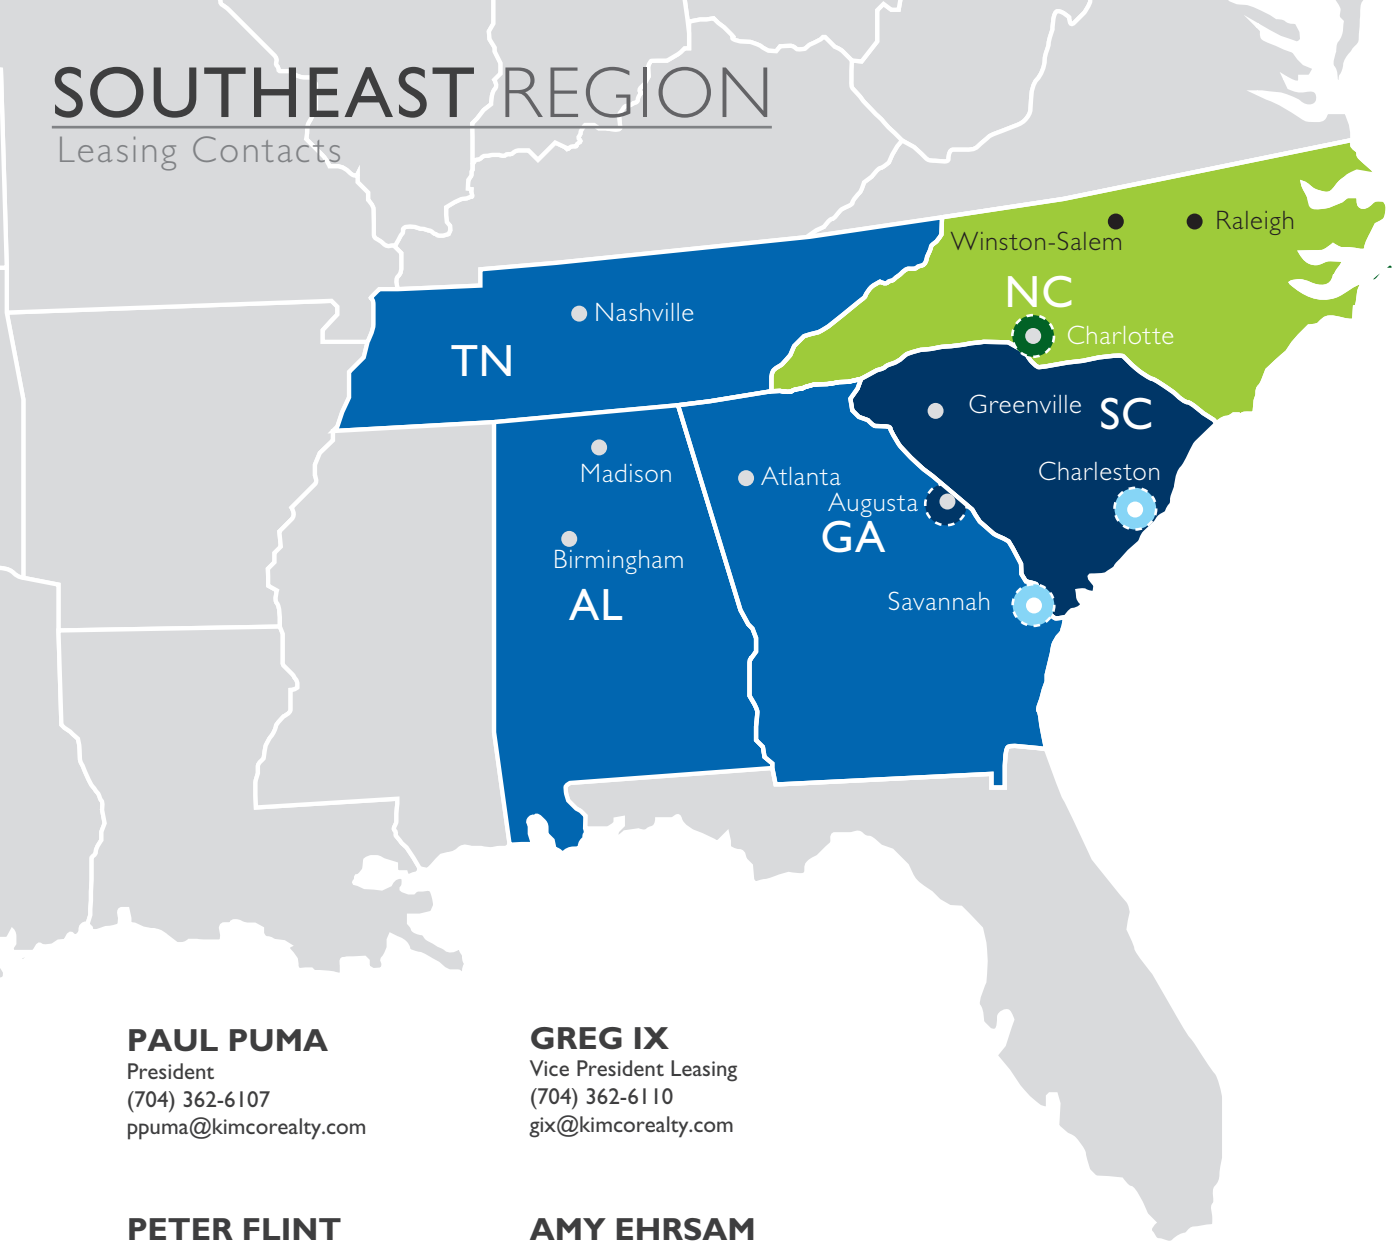 SOUTHEAST REGION
Leasing Contacts
Winston-Salem
Raleigh
NC
Charlotte
Nashville
TN
Greenville
SC
Charleston
Madison
Atlanta
Augusta
GA
Birmingham
AL
Savannah
PAUL PUMA
President
(704) 362-6107
ppuma@kimcorealty.com
GREG IX
Vice President Leasing
(704) 362-6110
gix@kimcorealty.com
PETER FLINT
AMY EHRSAM